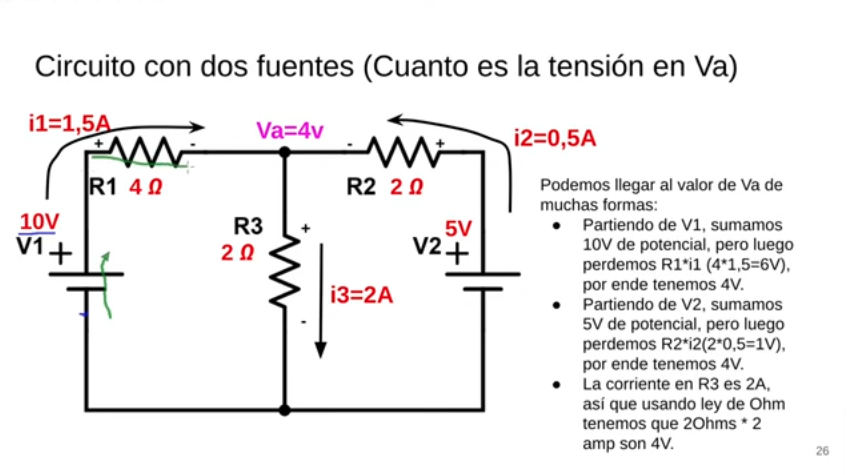 Circuito con dos fuentes (Cuanto es la tensión en Va)
i1=1,5A
Va=4v
i2=0,5A
+ -
- +
R1 4 Ω
R2 2 Ω
10V
V1 +
R3
2 Ω
+
-
i3=2A
5V
V2 +
Podemos llegar al valor de Va de
muchas formas:
● Partiendo de V1, sumamos
10V de potencial, pero luego
perdemos R1*i1 (4*1,5=6V),
por ende tenemos 4V.
● Partiendo de V2, sumamos
5V de potencial, pero luego
perdemos R2*i2(2*0,5=1V),
por ende tenemos 4V.
● La corriente en R3 es 2A,
así que usando ley de Ohm
tenemos que 2Ohms * 2
amp son 4V.
26